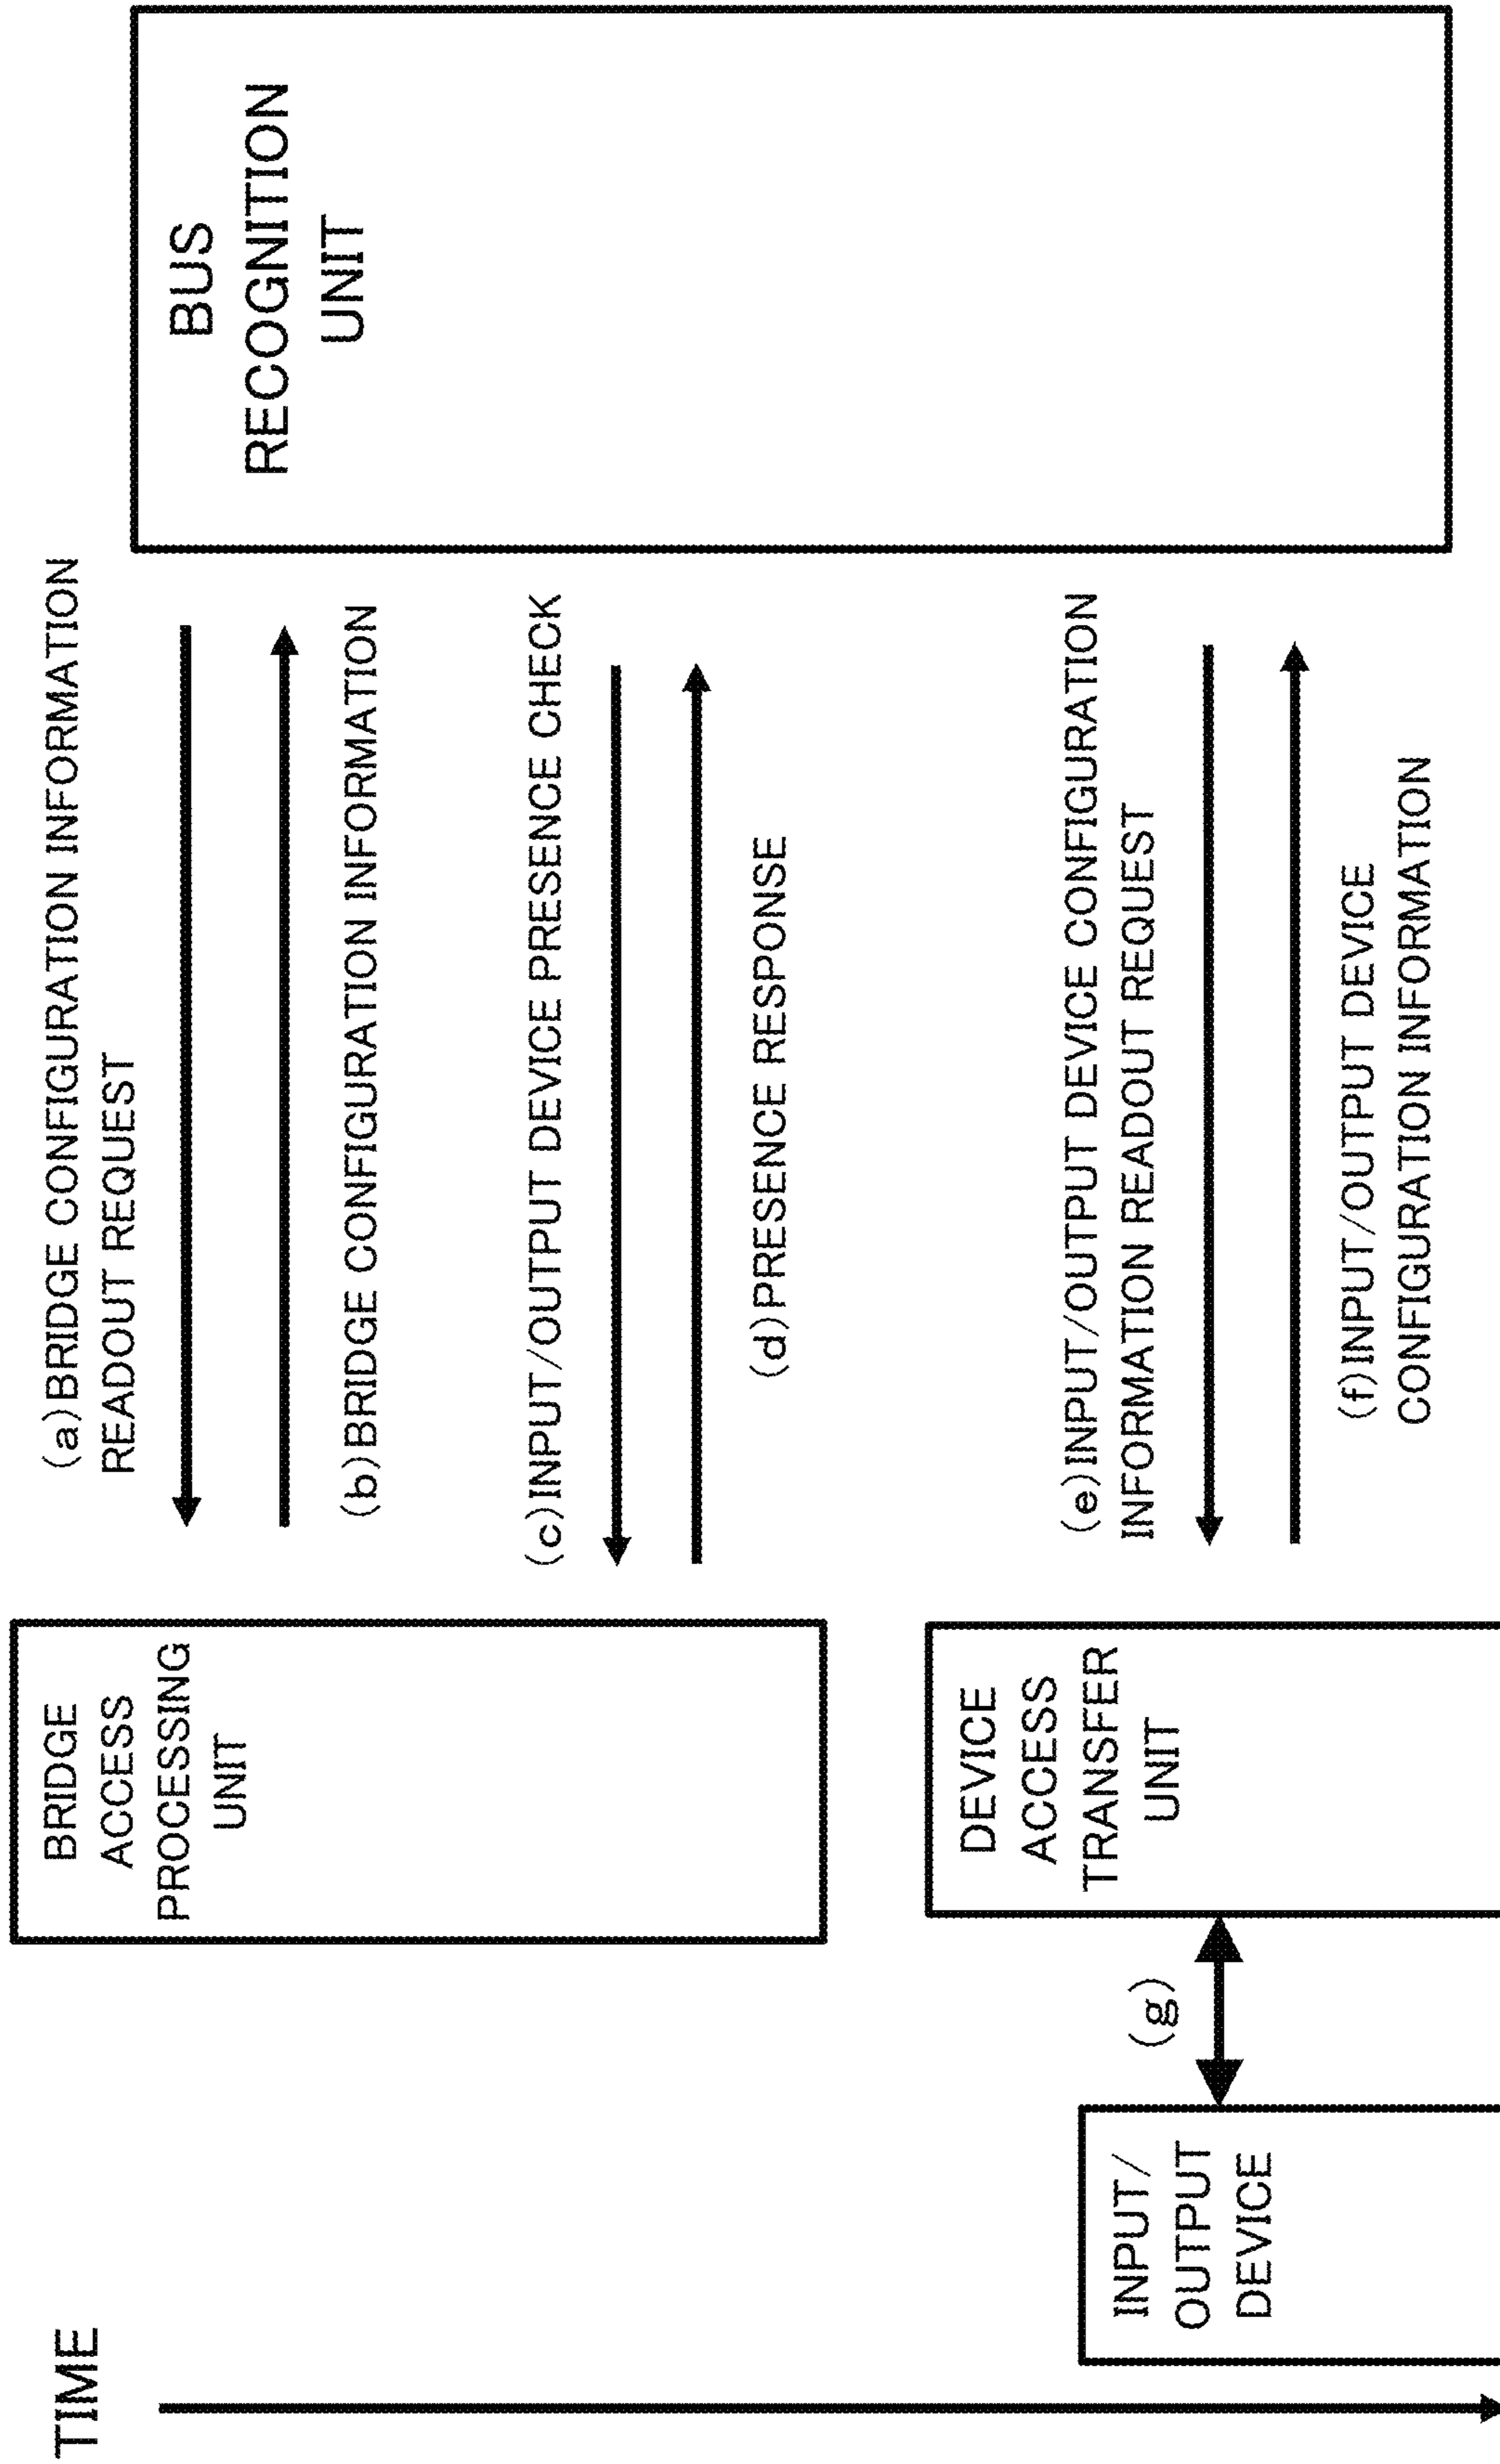 TIME
BRIDGE
ACCESS
PROCESSING
UNIT
(a)BRIDGE CONFIGURATION INFORMATION
READOUT REQUEST
BUS
RECOGNITION
UNIT
(b)BRIDGE CONFIGURATION INFORMATION
(c)INPUT/OUTPUT DEVICE PRESENCE CHECK
(d)PRESENCE RESPONSE
DEVICE
ACCESS
TRANSFER
UNIT
(e)INPUT/OUTPUT DEVICE CONFIGURATION
INFORMATION READOUT REQUEST
(g)
INPUT/
OUTPUT
DEVICE
(f)INPUT/OUTPUT DEVICE
CONFIGURATION INFORMATION